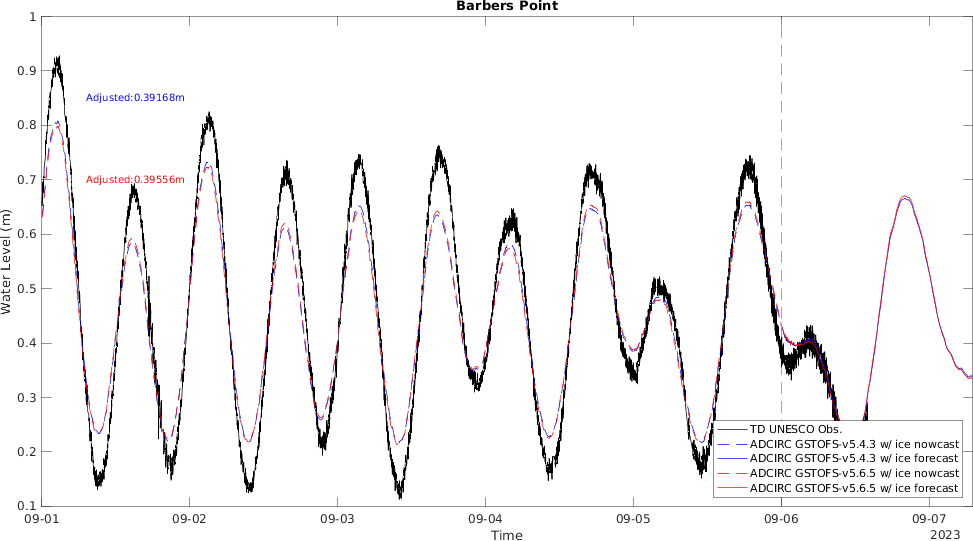 Barbers Point
1
0.9
0.8
0.7
0.6
0.5
0.4
0.3
0.2
0.1
Water Level (m)
Adjusted:0.39168m
Adjusted:0.39556m
TD UNESCO Obs.
ADCIRC GSTOFS-v5.4.3 w/ ice nowcast
ADCIRC GSTOFS-v5.4.3 w/ ice forecast
ADCIRC GSTOFS-v5.6.5 w/ ice nowcast
ADCIRC GSTOFS-v5.6.5 w/ ice forecast
09-01 09-02 09-03 09-04 09-05 09-06 09-07
Time
2023